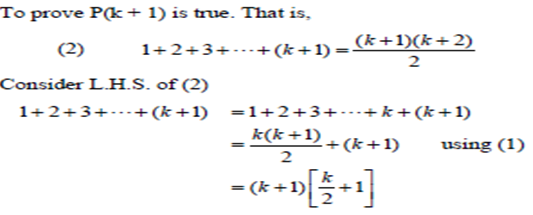 To prove P(k + 1) is true. That is,
(2) 1+2+3+···+(k+1) = (k+1)(k+2)/2
Consider L.H.S. of (2)
1+2+3+···+(k+1) = 1+2+3+···+k+(k+1)
= k(k+1)/2 + (k+1) using (1)
= (k+1)[k/2 + 1]